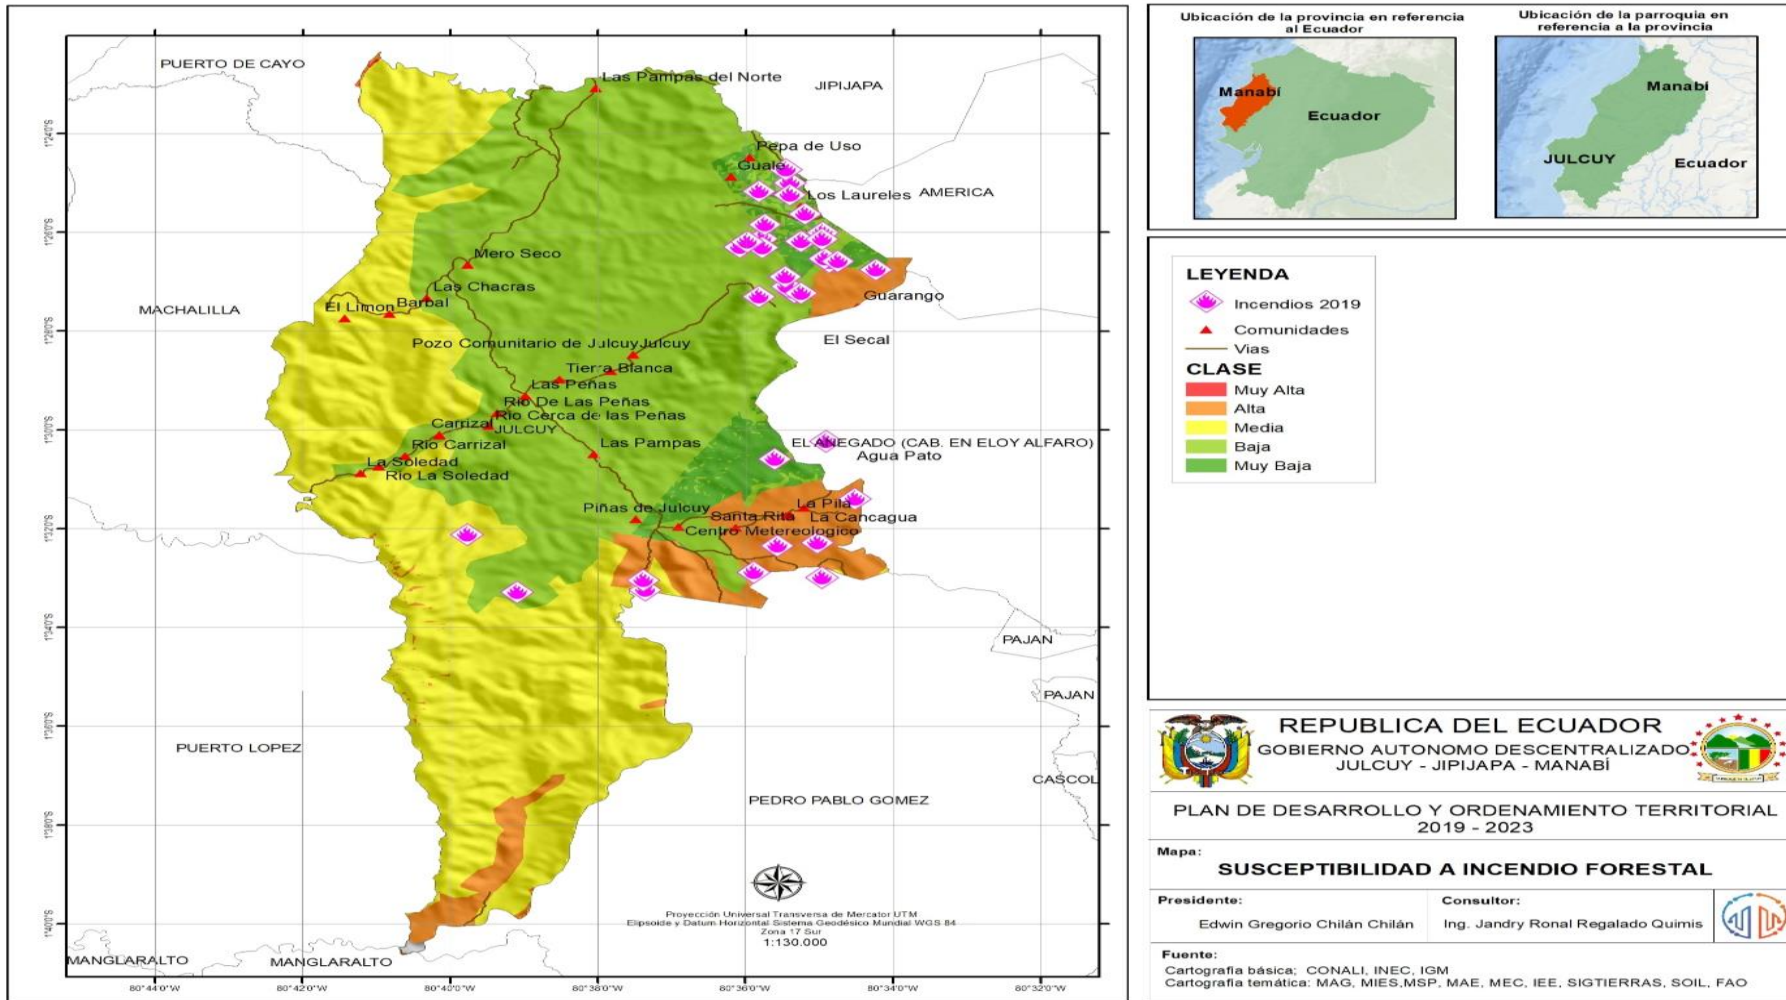 PUERTO DE CAYO
Las Pampas del Norte
JIPIJAPA
Pepa de Uso
Guale
Los Laureles
AMERICA
Mero Seco
Las Chacras
Barbal
El Limon
MACHALILLA
Guarango
El Secal
Pozo Comunitario de Julcuy
Julcuy
Tierra Blanca
Las Peñas
Rio De Las Peñas
Rio Cerca de las Peñas
Carrizal
JULCUY
Rio Carrizal
Las Pampas
EL ANEGADO (CAB. EN ELOY ALFARO)
Agua Pato
La Soledad
Rio La Soledad
Piñas de Julcuy
La Pila
Santa Rita
La Cancagua
Centro Metereologico
PAJAN
PAJAN
PUERTO LOPEZ
CASCOL
PEDRO PABLO GOMEZ
Proyección Universal Transversa de Mercator UTM
Elipsoide y Datum Horizontal Sistema Geodésico Mundial WGS 84
Zona 17 Sur
1:130.000
MANGLARALTO
MANGLARALTO
80°44'0"W
80°42'0"W
80°40'0"W
80°38'0"W
80°36'0"W
80°34'0"W
80°32'0"W
Ubicación de la provincia en referencia
al Ecuador
Manabí
Ecuador
Ubicación de la parroquia en
referencia a la provincia
Manabí
JULCUY
Ecuador
LEYENDA
Incendios 2019
Comunidades
Vias
CLASE
Muy Alta
Alta
Media
Baja
Muy Baja
REPUBLICA DEL ECUADOR
GOBIERNO AUTONOMO DESCENTRALIZADO
JULCUY - JIPIJAPA - MANABÍ
PLAN DE DESARROLLO Y ORDENAMIENTO TERRITORIAL
2019 - 2023
Mapa:
SUSCEPTIBILIDAD A INCENDIO FORESTAL
Presidente:
Edwin Gregorio Chilán Chilán
Consultor:
Ing. Jandry Ronal Regalado Quimis
Fuente:
Cartografía básica; CONALI, INEC, IGM
Cartografía temática: MAG, MIES,MSP, MAE, MEC, IEE, SIGTIERRAS, SOIL, FAO